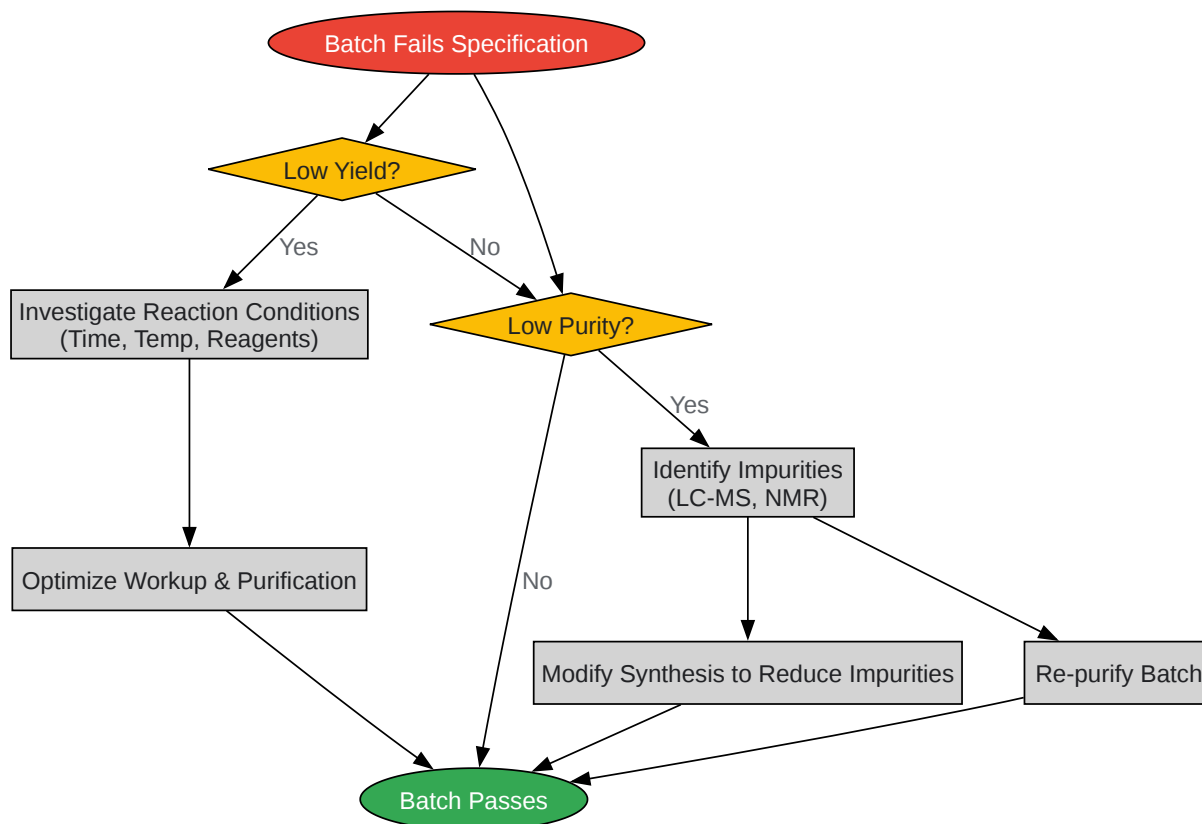 Batch Fails Specification
Low Yield?
Yes
No
Investigate Reaction Conditions
(Time, Temp, Reagents)
Low Purity?
Yes
Identify Impurities
(LC-MS, NMR)
Optimize Workup & Purification
No
Modify Synthesis to Reduce Impurities
Re-purify Batch
Batch Passes